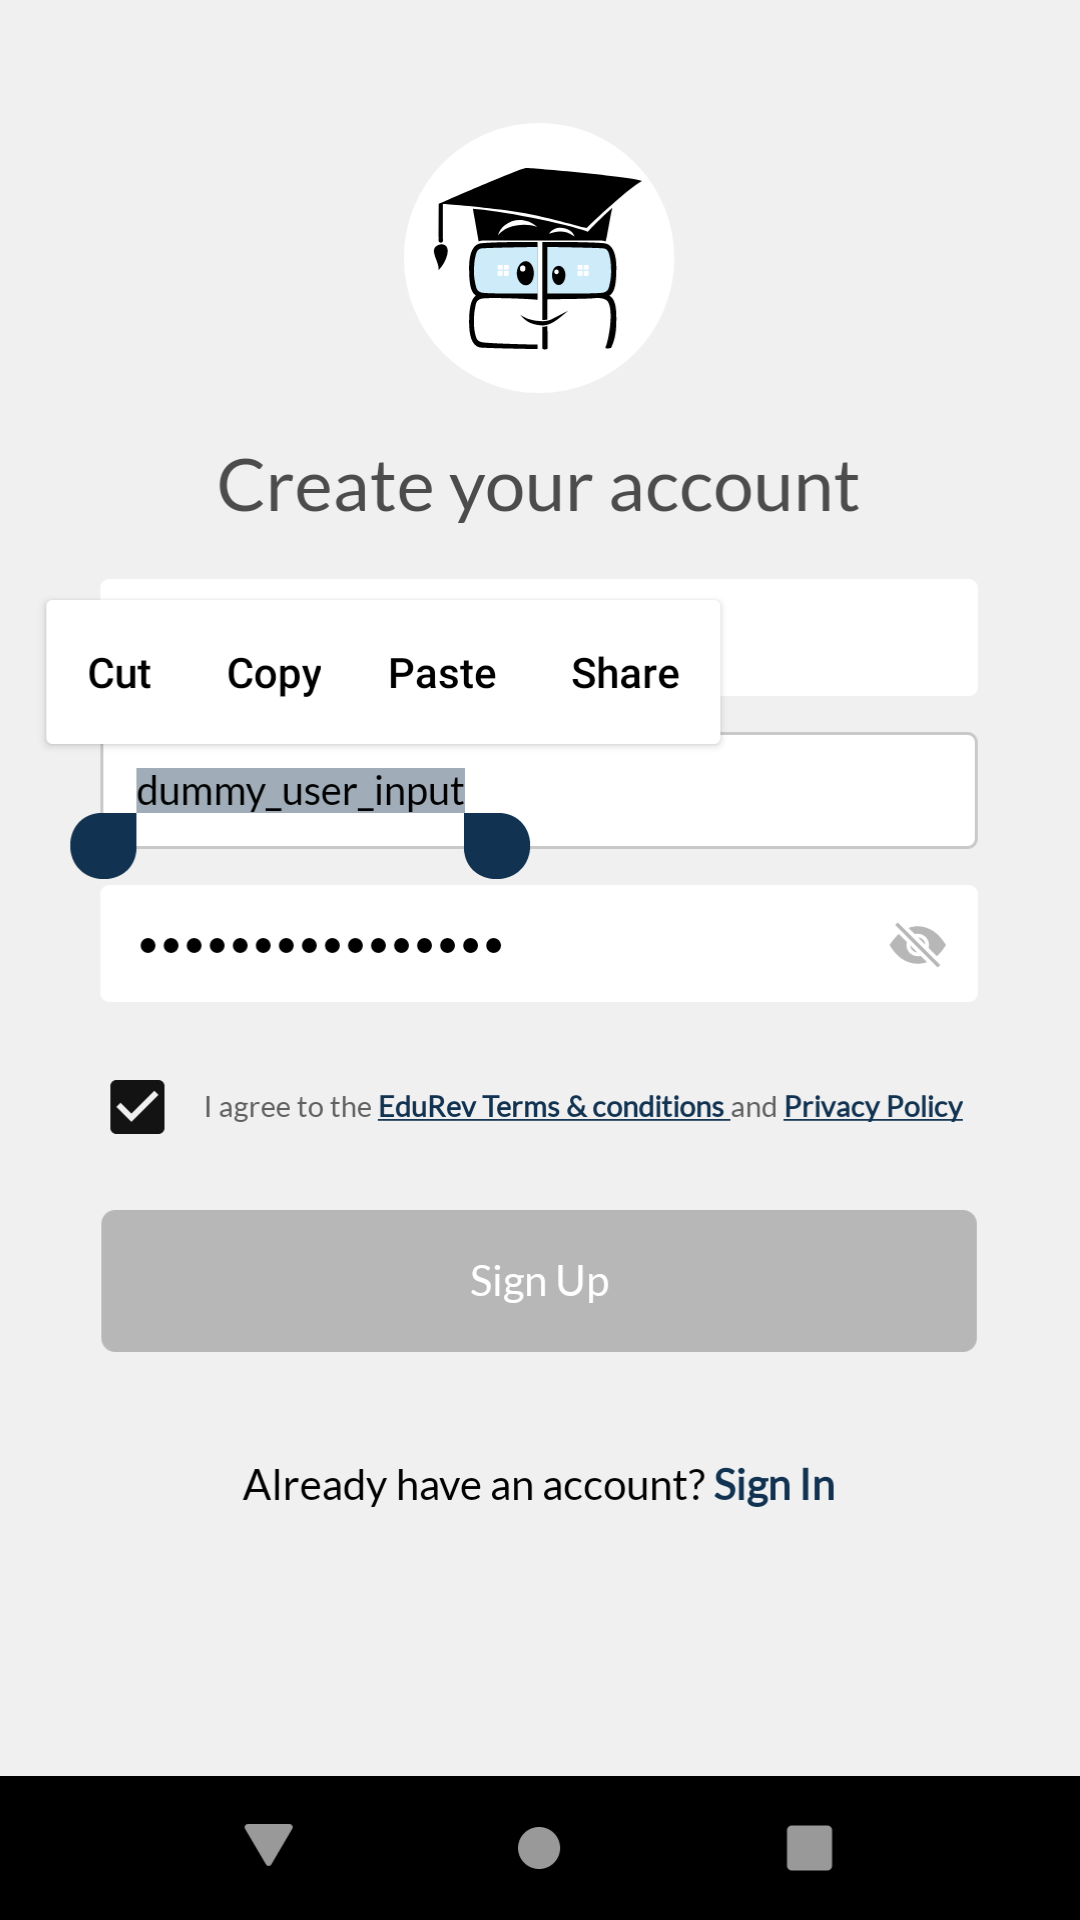 Create your account
Cut Copy Paste Share
dummy_user_input
••••••••••••••••
I agree to the EduRev Terms & conditions and Privacy Policy
Sign Up
Already have an account? Sign In